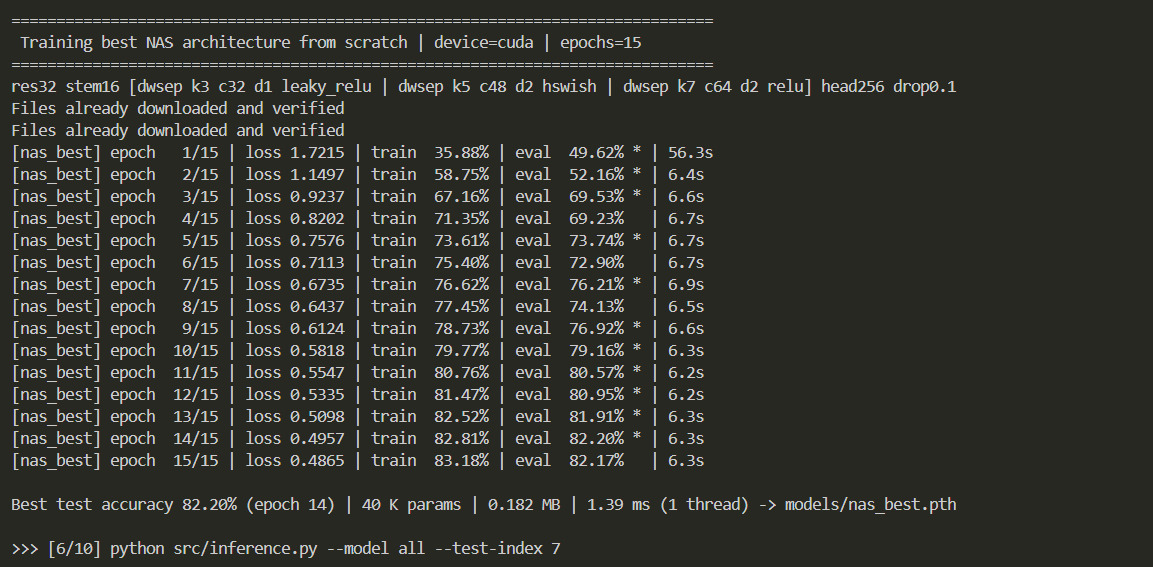 ==============================================================================
 Training best NAS architecture from scratch | device=cuda | epochs=15
==============================================================================
res32 stem16 [dwsep k3 c32 d1 leaky_relu | dwsep k5 c48 d2 hswish | dwsep k7 c64 d2 relu] head256 drop0.1
Files already downloaded and verified
Files already downloaded and verified
[nas_best] epoch   1/15 | loss 1.7215 | train  35.88% | eval  49.62% * | 56.3s
[nas_best] epoch   2/15 | loss 1.1497 | train  58.75% | eval  52.16% * | 6.4s
[nas_best] epoch   3/15 | loss 0.9237 | train  67.16% | eval  69.53% * | 6.6s
[nas_best] epoch   4/15 | loss 0.8202 | train  71.35% | eval  69.23%   | 6.7s
[nas_best] epoch   5/15 | loss 0.7576 | train  73.61% | eval  73.74% * | 6.7s
[nas_best] epoch   6/15 | loss 0.7113 | train  75.40% | eval  72.90%   | 6.7s
[nas_best] epoch   7/15 | loss 0.6735 | train  76.62% | eval  76.21% * | 6.9s
[nas_best] epoch   8/15 | loss 0.6437 | train  77.45% | eval  74.13%   | 6.5s
[nas_best] epoch   9/15 | loss 0.6124 | train  78.73% | eval  76.92% * | 6.6s
[nas_best] epoch  10/15 | loss 0.5818 | train  79.77% | eval  79.16% * | 6.3s
[nas_best] epoch  11/15 | loss 0.5547 | train  80.76% | eval  80.57% * | 6.2s
[nas_best] epoch  12/15 | loss 0.5335 | train  81.47% | eval  80.95% * | 6.2s
[nas_best] epoch  13/15 | loss 0.5098 | train  82.52% | eval  81.91% * | 6.3s
[nas_best] epoch  14/15 | loss 0.4957 | train  82.81% | eval  82.20% * | 6.3s
[nas_best] epoch  15/15 | loss 0.4865 | train  83.18% | eval  82.17%   | 6.3s

Best test accuracy 82.20% (epoch 14) | 40 K params | 0.182 MB | 1.39 ms (1 thread) -> models/nas_best.pth

>>> [6/10] python src/inference.py --model all --test-index 7